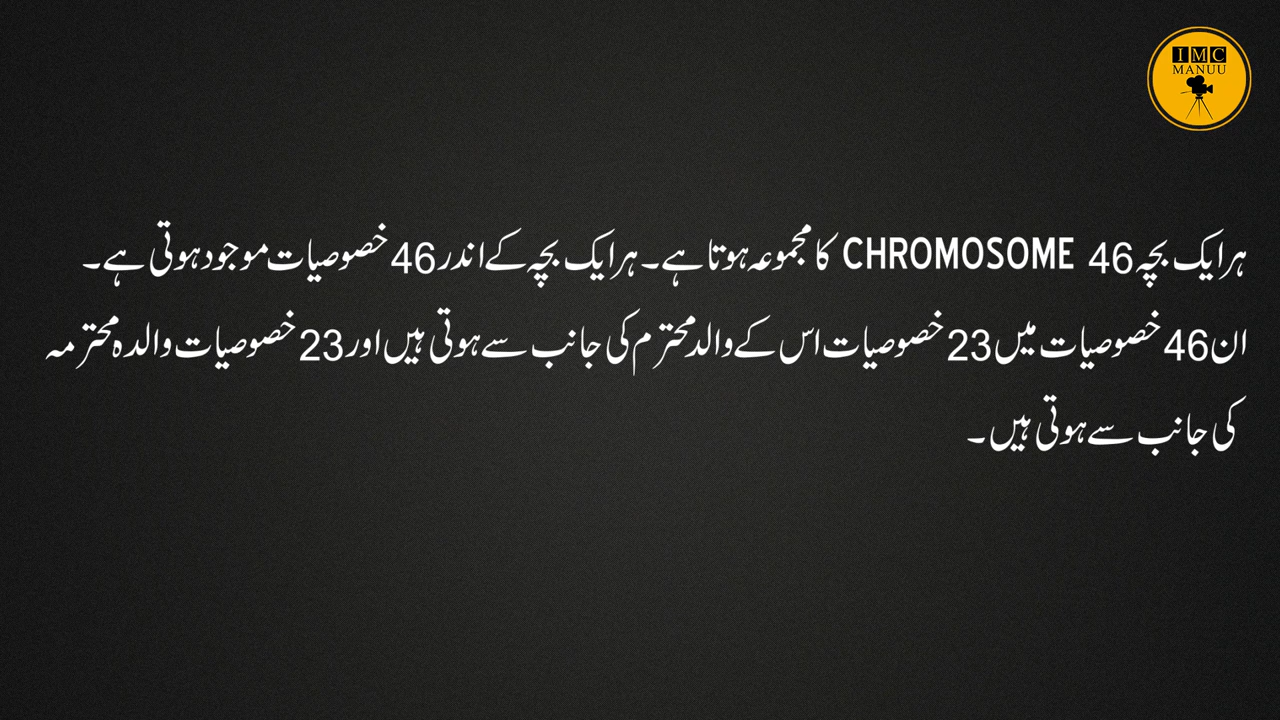 IMC
MANUU
ہر ایک بچہ 46 CHROMOSOME کا مجموعہ ہوتا ہے۔ ہر ایک بچہ کے اندر 46 خصوصیات موجود ہوتی ہے۔
ان 46 خصوصیات میں 23 خصوصیات اس کے والد محترم کی جانب سے ہوتی ہیں اور 23 خصوصیات والدہ محترمہ
کی جانب سے ہوتی ہیں۔